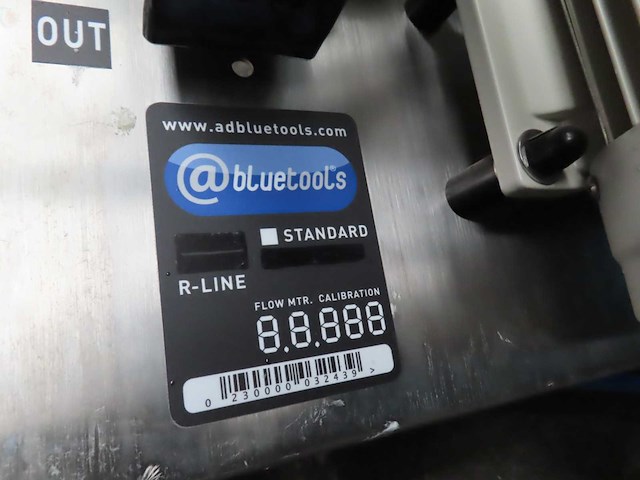 OUT
www.adbluetools.com
@bluetools®
STANDARD
R-LINE
FLOW MTR. CALIBRATION
8.8.888
0 230000 032439 >